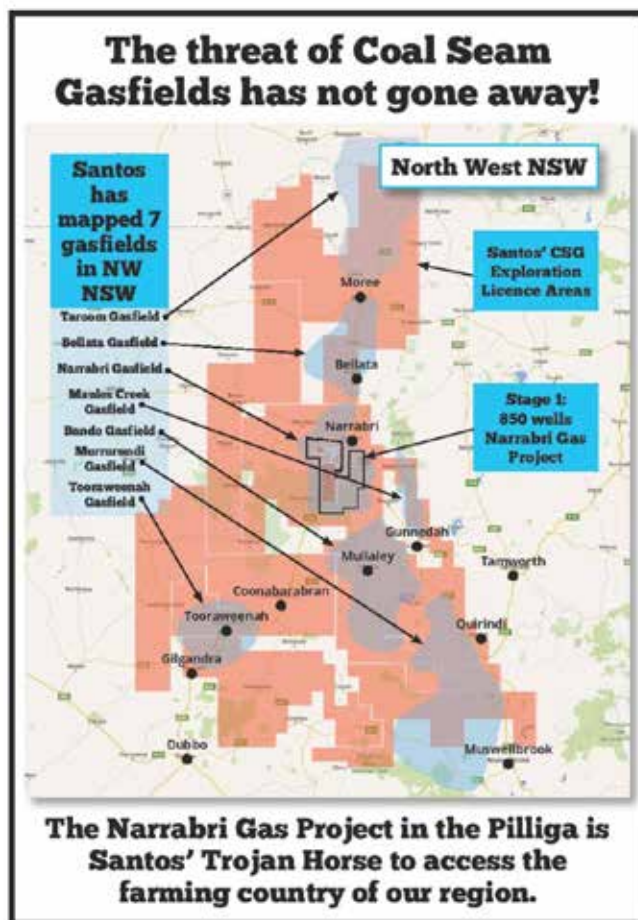 The threat of Coal Seam
Gasfields has not gone away!
North West NSW
Santos
has
mapped 7
gasfields
in NW
NSW
Taroom Gasfield
Bellata Gasfield
Narrabri Gasfield
Maules Creek
Gasfield
Bando Gasfield
Murrurundi
Gasfield
Tooraweenah
Gasfield
Santos' CSG
Exploration
Licence Areas
Stage 1:
850 wells
Narrabri Gas
Project
Moree
Bellata
Narrabri
Gunnedah
Mullaley
Tamworth
Coonabarabran
Tooraweenah
Quirindi
Gilgandra
Dubbo
Muswellbrook
The Narrabri Gas Project in the Pilliga is
Santos' Trojan Horse to access the
farming country of our region.